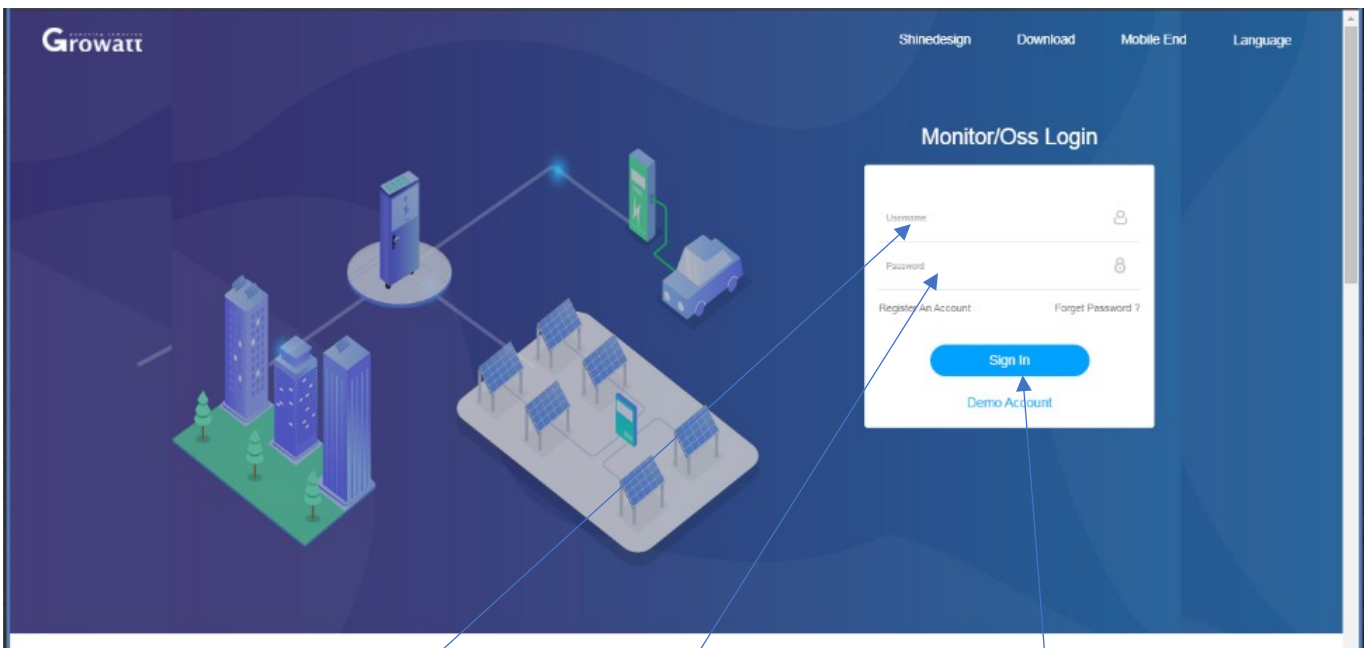 Growatt
Shinedesign Download Mobile End Language
Monitor/Oss Login
Username
Password
Register An Account Forget Password ?
Sign In
Demo Account